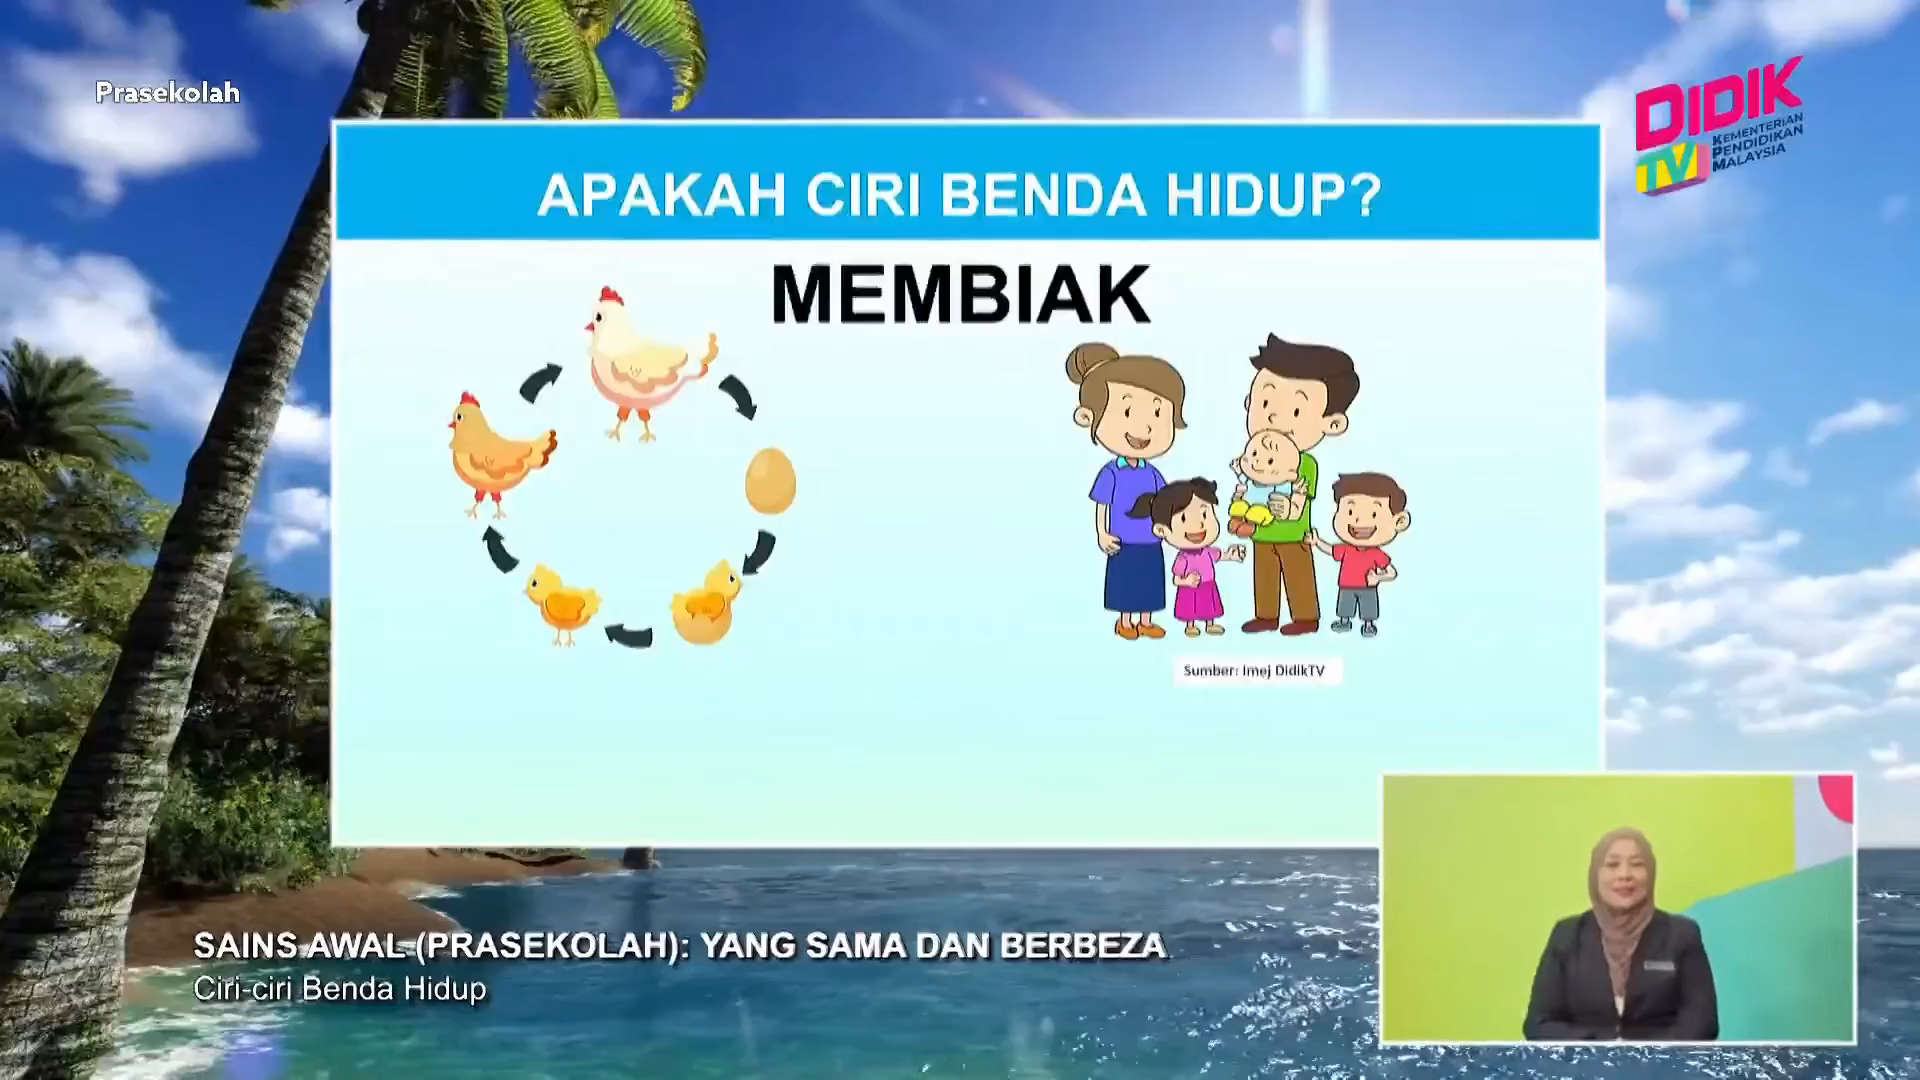 Prasekolah
DIDIK
TV
KEMENTERIAN
PENDIDIKAN
MALAYSIA
APAKAH CIRI BENDA HIDUP?
MEMBIAK
Sumber: Imej DidikTV
SAINS AWAL (PRASEKOLAH): YANG SAMA DAN BERBEZA
Ciri-ciri Benda Hidup